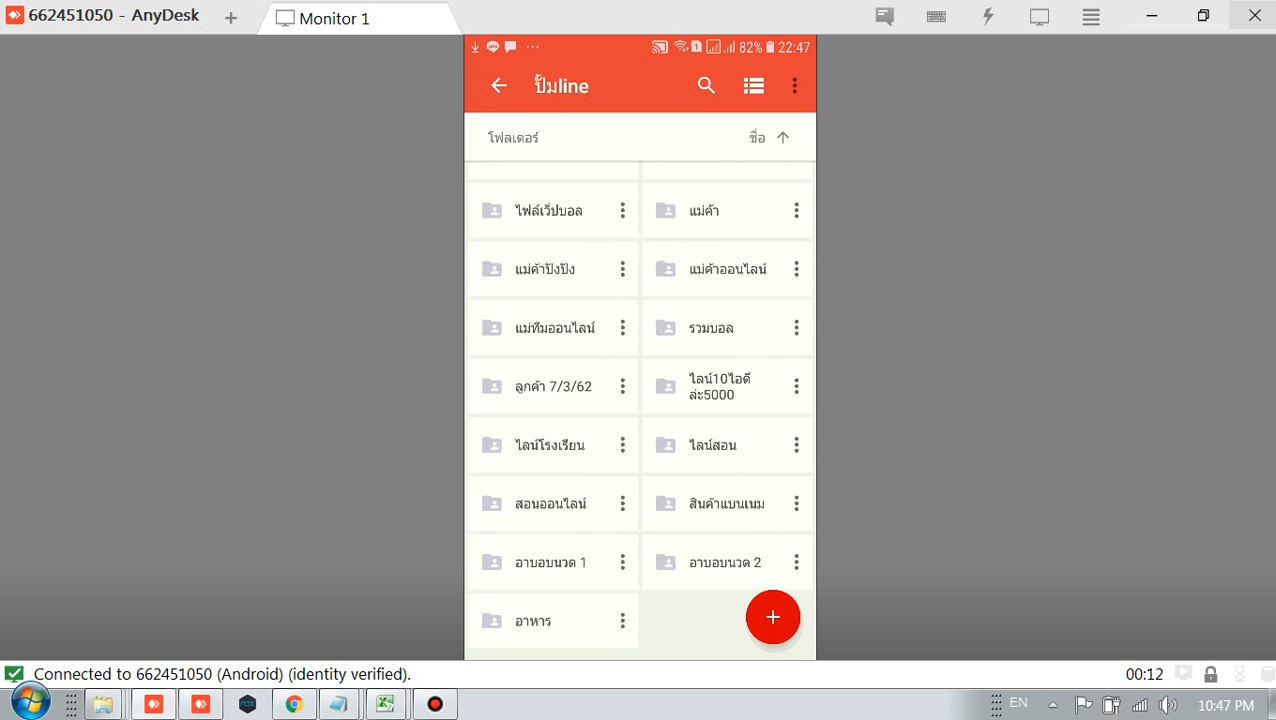 662451050 - AnyDesk
Monitor 1
82% 22:47
ปั้มline
โฟลเดอร์
ชื่อ
ไฟล์เว็ปบอล
แม่ค้า
แม่ค้าปังปัง
แม่ค้าออนไลน์
แม่ทีมออนไลน์
รวมบอล
ลูกค้า 7/3/62
ไลน์10ไอดี
ล่ะ5000
ไลน์โรงเรียน
ไลน์สอน
สอนออนไลน์
สินค้าแบนเนม
อาบอบนวด 1
อาบอบนวด 2
อาหาร
Connected to 662451050 (Android) (identity verified).
00:12
EN
10:47 PM